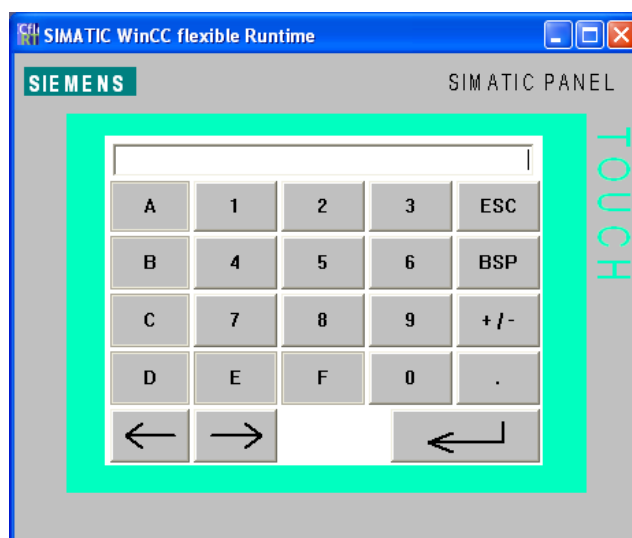 SIMATIC WinCC flexible Runtime
SIEMENS
SIMATIC PANEL
TOUCH
A 1 2 3 ESC
B 4 5 6 BSP
C 7 8 9 +/-
D E F 0 .